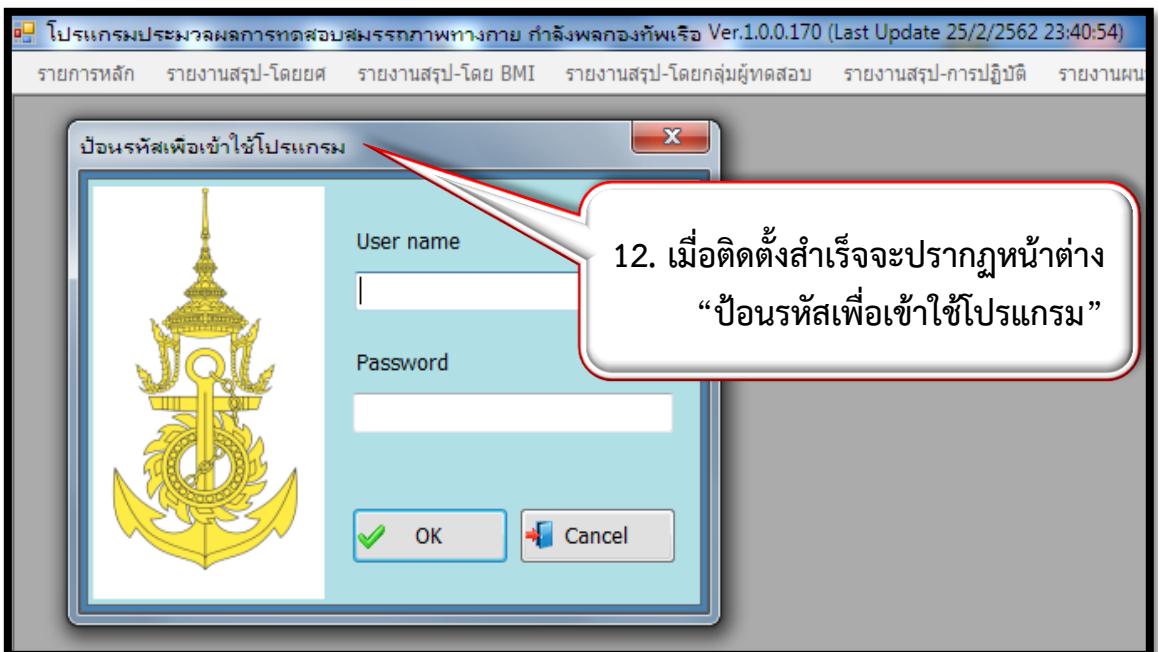 โปรแกรมประมวลผลการทดสอบสมรรถภาพทางกาย กำลังพลกองทัพเรือ Ver.1.0.0.170 (Last Update 25/2/2562 23:40:54)
รายการหลัก รายงานสรุป-โดยยศ รายงานสรุป-โดย BMI รายงานสรุป-โดยกลุ่มผู้ทดสอบ รายงานสรุป-การปฏิบัติ รายงานผน
ป้อนรหัสเพื่อเข้าใช้โปรแกรม
User name
12. เมื่อติดตั้งสำเร็จจะปรากฏหน้าต่าง
“ป้อนรหัสเพื่อเข้าใช้โปรแกรม”
Password
OK Cancel